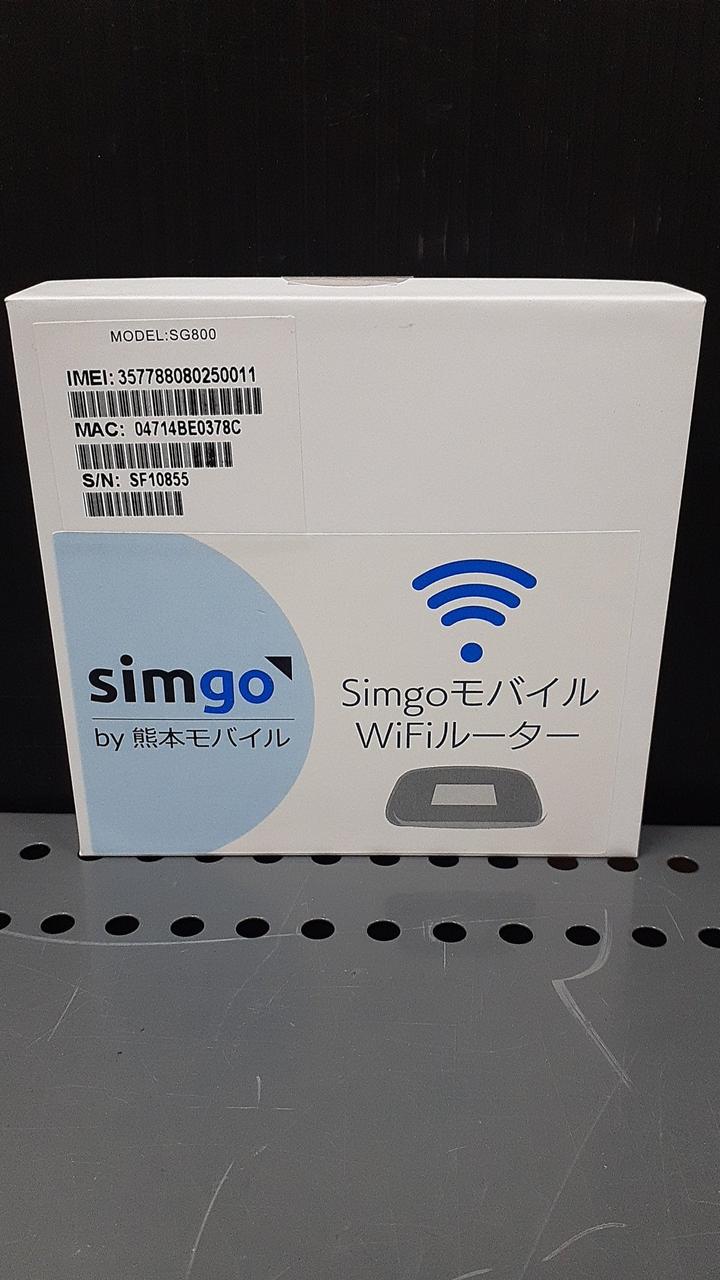 MODEL:SG800
IMEI: 357788080250011
MAC: 04714BE0378C
S/N: SF10855
simgo
by 熊本モバイル
Simgoモバイル
WiFiルーター